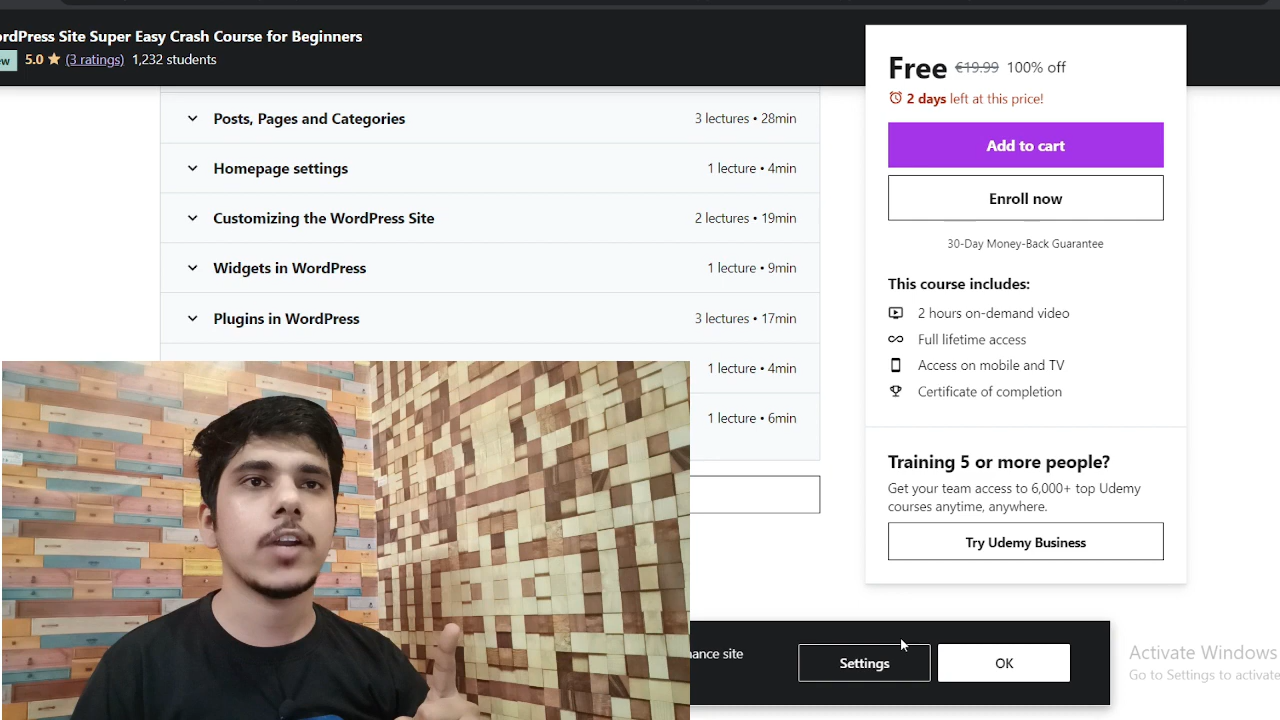 WordPress Site Super Easy Crash Course for Beginners
5.0 (3 ratings) 1,232 students
Posts, Pages and Categories 3 lectures • 28min
Homepage settings 1 lecture • 4min
Customizing the WordPress Site 2 lectures • 19min
Widgets in WordPress 1 lecture • 9min
Plugins in WordPress 3 lectures • 17min
1 lecture • 4min
1 lecture • 6min
Free €19.99 100% off
2 days left at this price!
Add to cart
Enroll now
30-Day Money-Back Guarantee
This course includes:
2 hours on-demand video
Full lifetime access
Access on mobile and TV
Certificate of completion
Training 5 or more people?
Get your team access to 6,000+ top Udemy
courses anytime, anywhere.
Try Udemy Business
site
Settings
OK
Activate Windows
Go to Settings to activate